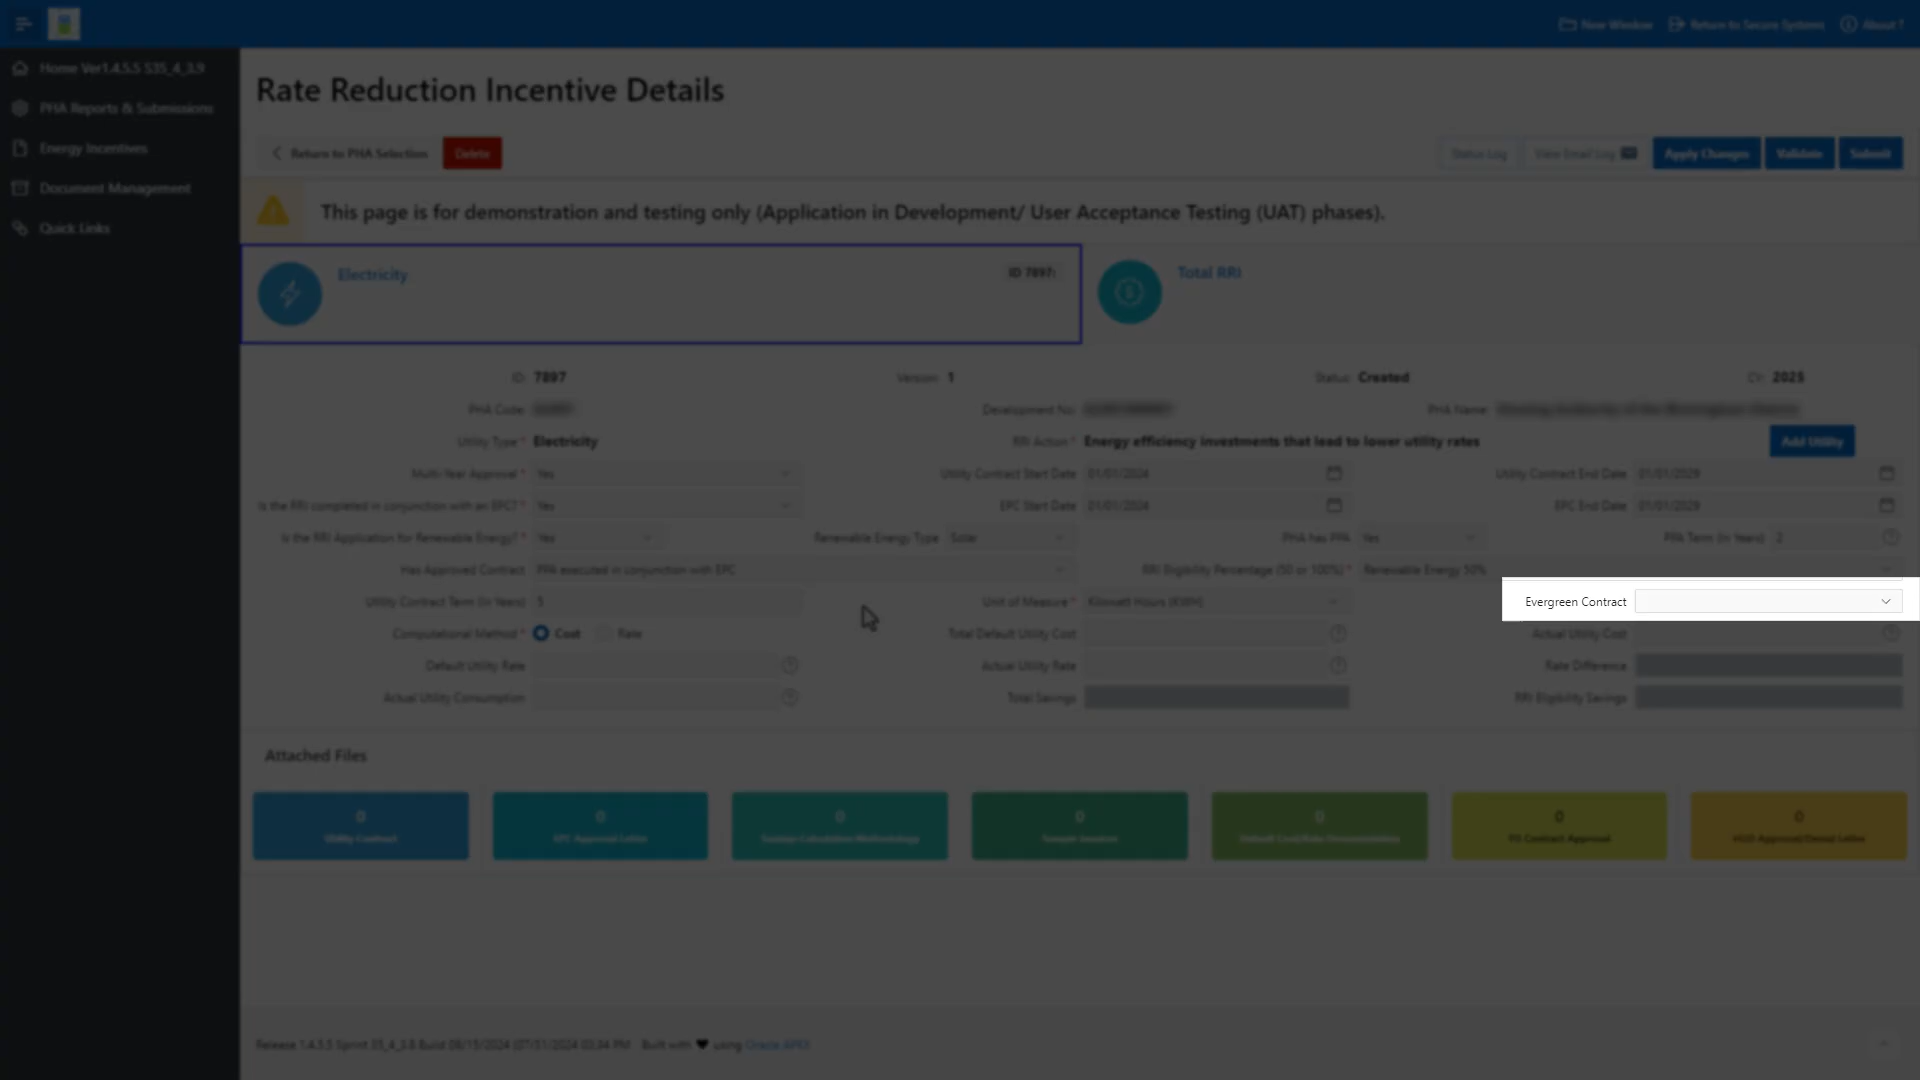 New Window Return to Secure Systems About ?
Home Ver1.4.5.5 S35_4_3.9
PHA Reports & Submissions
Energy Incentives
Document Management
Quick Links
Rate Reduction Incentive Details
Return to PHA Selection Delete Status Log View Email Log Apply Changes Validate Submit
This page is for demonstration and testing only (Application in Development/ User Acceptance Testing (UAT) phases).
Electricity ID 7897: Total RRI
ID: 7897 Version: 1 Status: Created CY: 2025
PHA Code: Development No: PHA Name:
Utility Type * Electricity RRI Action * Energy efficiency investments that lead to lower utility rates Add Utility
Multi-Year Approval * Yes Utility Contract Start Date 01/01/2024 Utility Contract End Date 01/01/2029
Is the RRI completed in conjunction with an EPC? * Yes EPC Start Date 01/01/2024 EPC End Date 01/01/2029
Is the RRI Application for Renewable Energy? * Yes Renewable Energy Type Solar PHA has PPA Yes PPA Term (In Years) 2
Has Approved Contract PPA executed in conjunction with EPC RRI Eligibility Percentage (50 or 100%) * Renewable Energy 50%
Utility Contract Term (In Years) 5 Unit of Measure * Kilowatt Hours (KWH) Evergreen Contract
Computational Method * Cost Rate Total Default Utility Cost Actual Utility Cost
Default Utility Rate Actual Utility Rate Rate Difference
Actual Utility Consumption Total Savings RRI Eligibility Savings
Attached Files
0 0 0 0 0 0 0
Utility Contract EPC Approval Letter Savings Calculation Methodology FO Contract Approval HUD Approval/Denial Letter
Release 1.4.5.5 Sprint 35_4_3.8 Build 08/15/2024 (07/31/2024 03:34 PM Built with ❤ using Oracle APEX